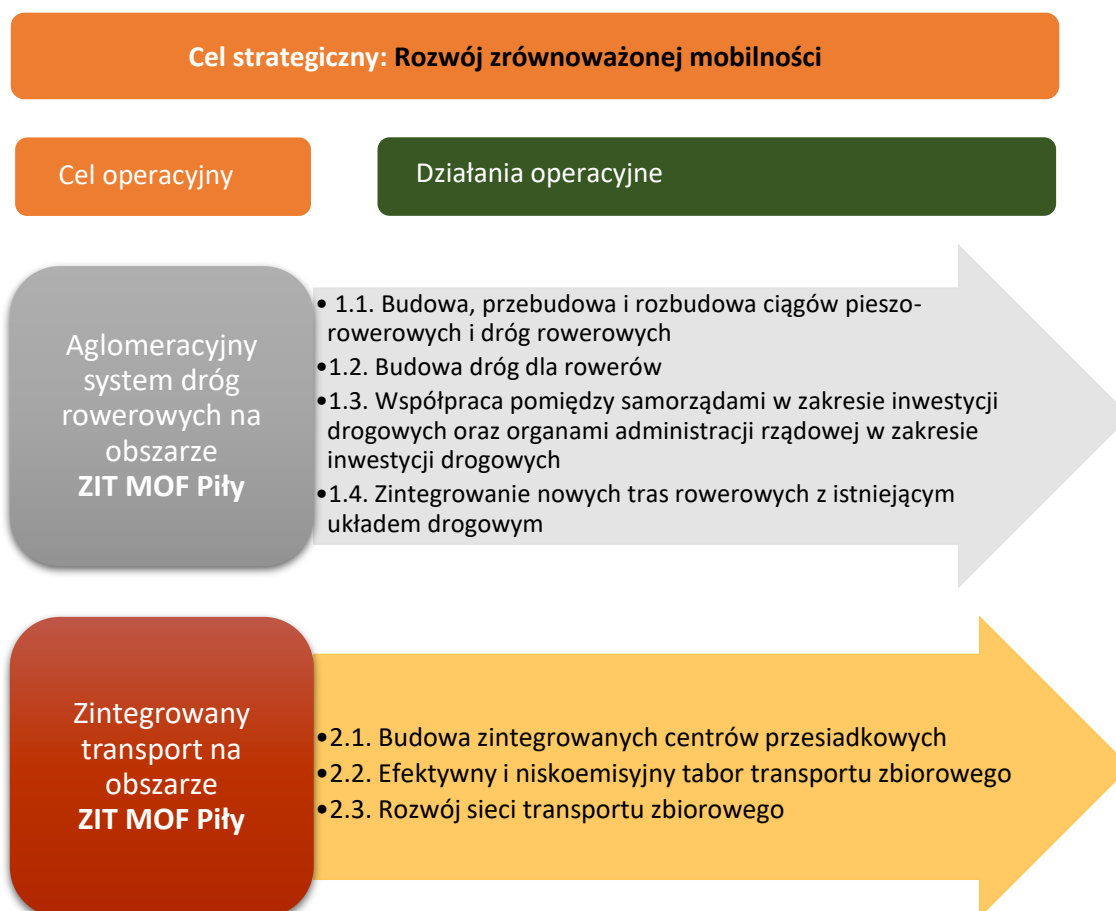 Cel strategiczny: Rozwój zrównoważonej mobilności
Cel operacyjny
Działania operacyjne
Aglomeracyjny
system dróg
rowerowych na
obszarze
ZIT MOF Piły
• 1.1. Budowa, przebudowa i rozbudowa ciągów pieszo-
rowerowych i dróg rowerowych
•1.2. Budowa dróg dla rowerów
•1.3. Współpraca pomiędzy samorządami w zakresie inwestycji
drogowych oraz organami administracji rządowej w zakresie
inwestycji drogowych
•1.4. Zintegrowanie nowych tras rowerowych z istniejącym
układem drogowym
Zintegrowany
transport na
obszarze
ZIT MOF Piły
•2.1. Budowa zintegrowanych centrów przesiadkowych
•2.2. Efektywny i niskoemisyjny tabor transportu zbiorowego
•2.3. Rozwój sieci transportu zbiorowego